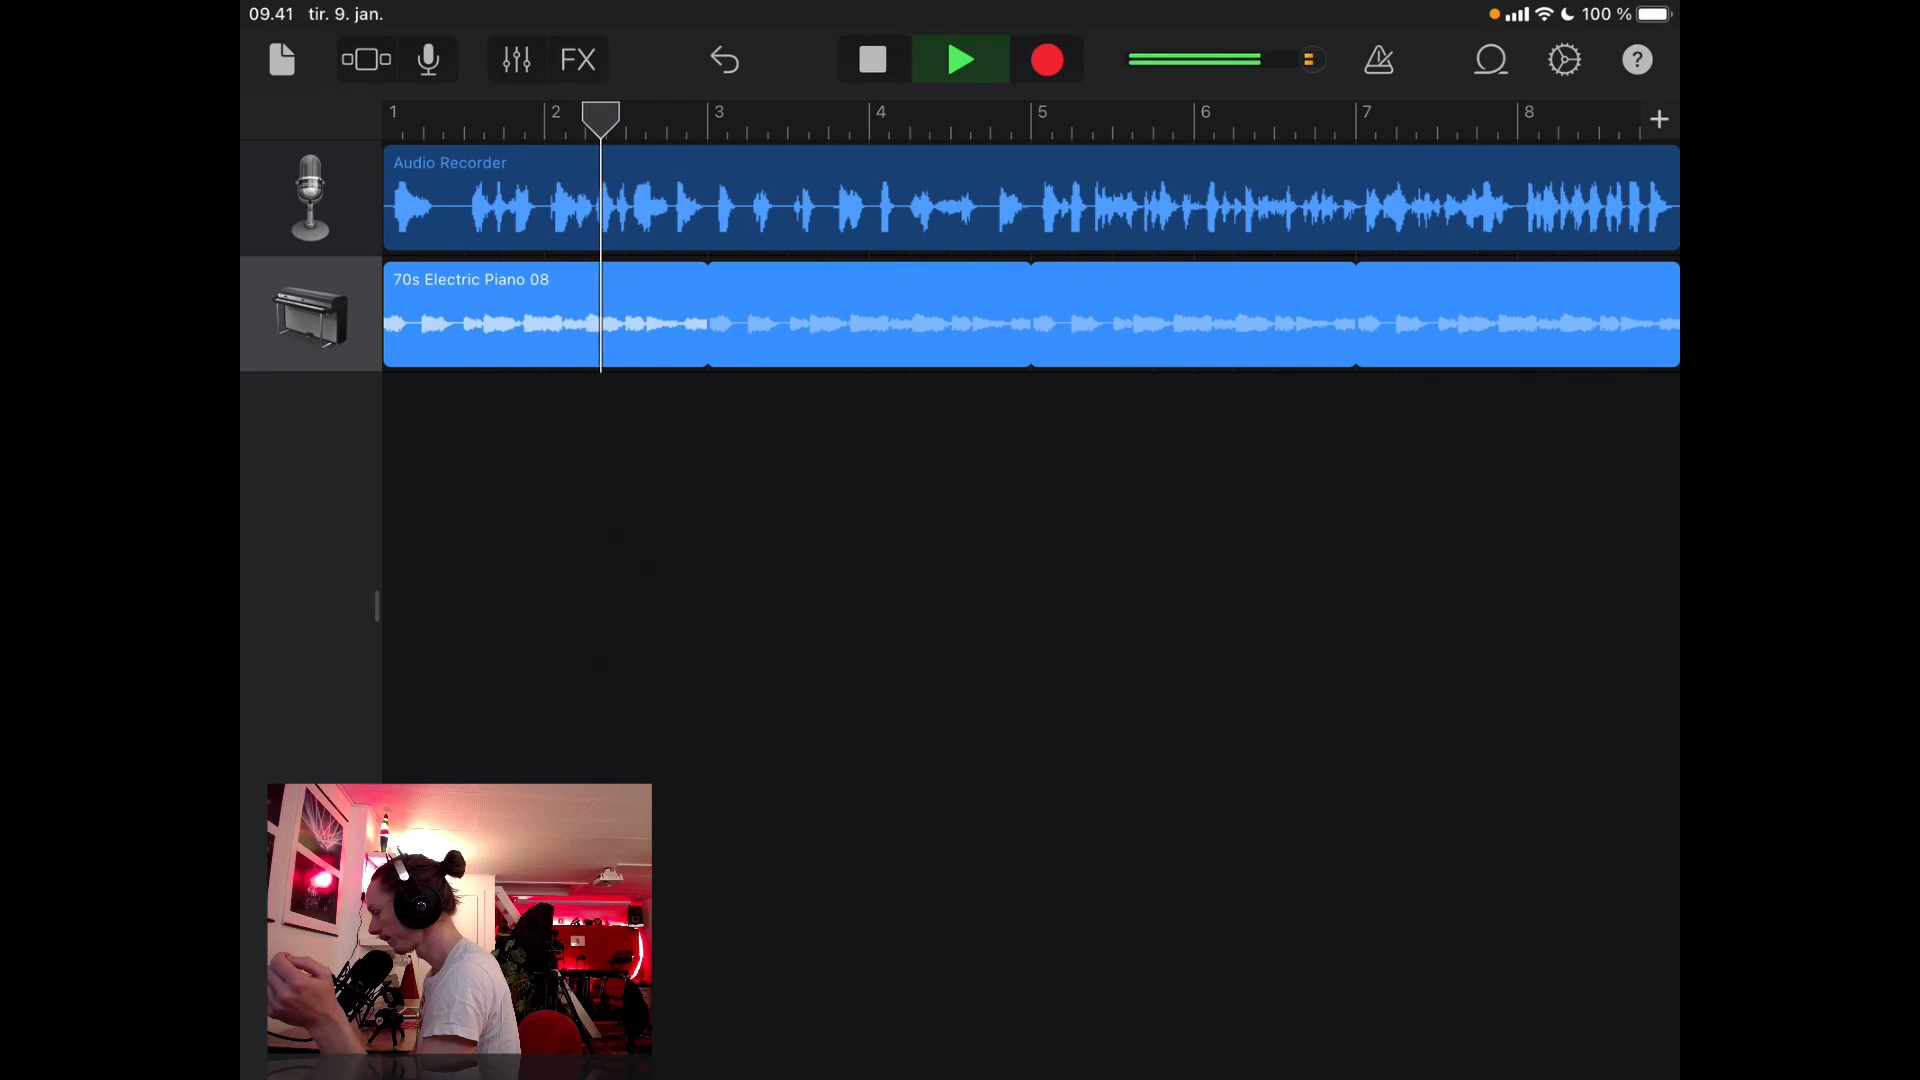 09.41 tir. 9. jan. 100 %
FX ?
1 2 3 4 5 6 7 8 +
Audio Recorder
70s Electric Piano 08